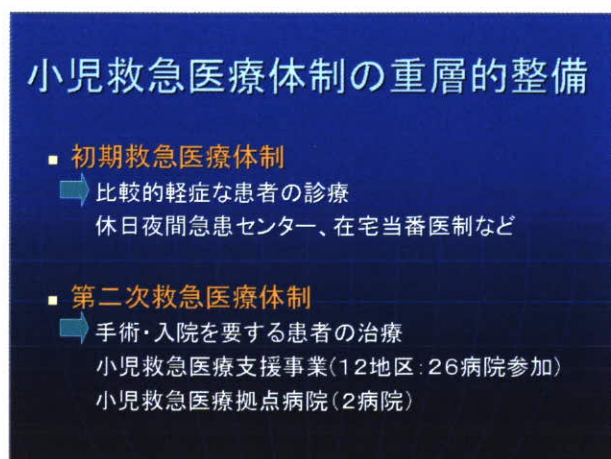 小児救急医療体制の重層的整備
初期救急医療体制
比較的軽症な患者の診療
休日夜間急患センター、在宅当番医制など
第二次救急医療体制
手術・入院を要する患者の治療
小児救急医療支援事業(12地区:26病院参加)
小児救急医療拠点病院(2病院)